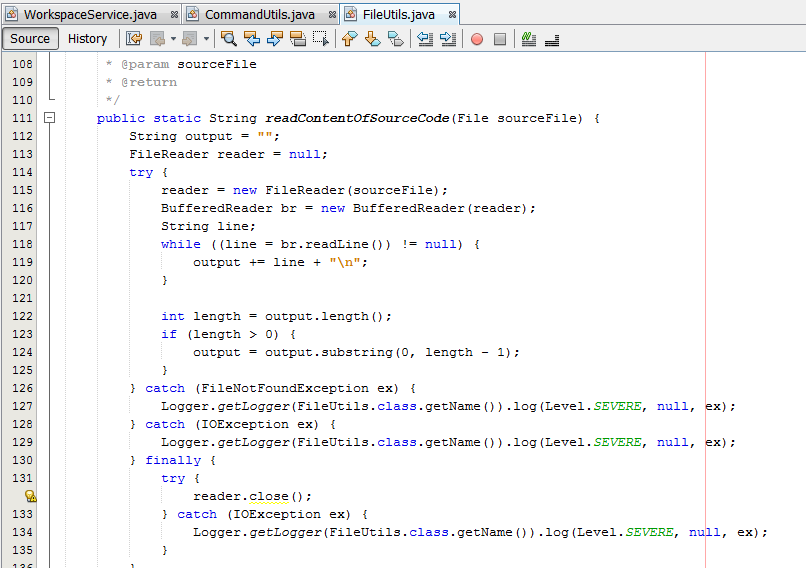 WorkspaceService.java CommandUtils.java FileUtils.java
Source History
108 * @param sourceFile
109 * @return
110 */
111 public static String readContentOfSourceCode(File sourceFile) {
112 String output = "";
113 FileReader reader = null;
114 try {
115 reader = new FileReader(sourceFile);
116 BufferedReader br = new BufferedReader(reader);
117 String line;
118 while ((line = br.readLine()) != null) {
119 output += line + "\n";
120 }
121
122 int length = output.length();
123 if (length > 0) {
124 output = output.substring(0, length - 1);
125 }
126 } catch (FileNotFoundException ex) {
127 Logger.getLogger(FileUtils.class.getName()).log(Level.SEVERE, null, ex);
128 } catch (IOException ex) {
129 Logger.getLogger(FileUtils.class.getName()).log(Level.SEVERE, null, ex);
130 } finally {
131 try {
reader.close();
133 } catch (IOException ex) {
134 Logger.getLogger(FileUtils.class.getName()).log(Level.SEVERE, null, ex);
135 }
136 }